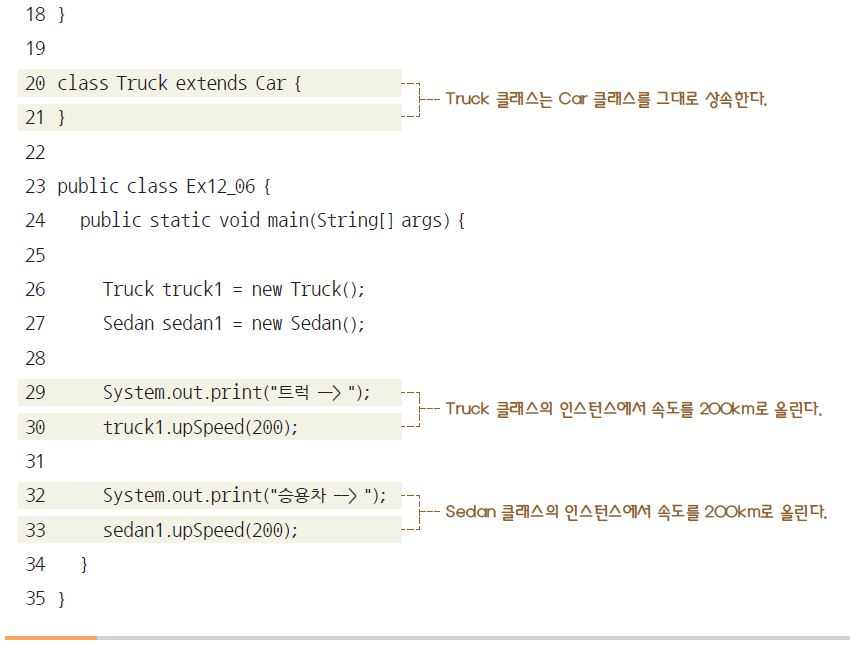 18 }
19
20 class Truck extends Car {
Truck 클래스는 Car 클래스를 그대로 상속한다.
21 }
22
23 public class Ex12_06 {
24 public static void main(String[] args) {
25
26 Truck truck1 = new Truck();
27 Sedan sedan1 = new Sedan();
28
29 System.out.print("트럭 —> ");
Truck 클래스의 인스턴스에서 속도를 200km로 올린다.
30 truck1.upSpeed(200);
31
32 System.out.print("승용차 --> ");
Sedan 클래스의 인스턴스에서 속도를 200km로 올린다.
33 sedan1.upSpeed(200);
34 }
35 }